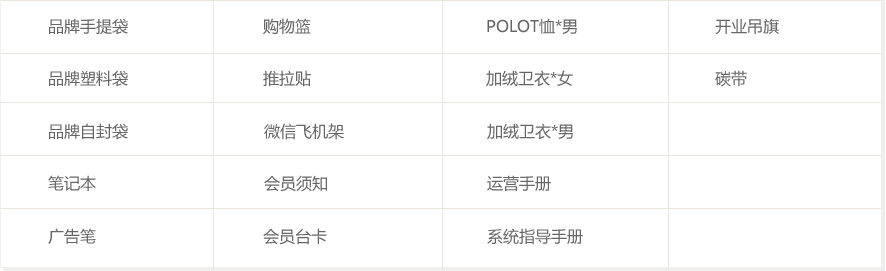 品牌手提袋 购物篮 POLOT恤*男 开业吊旗
品牌塑料袋 推拉贴 加绒卫衣*女 碳带
品牌自封袋 微信飞机架 加绒卫衣*男
笔记本 会员须知 运营手册
广告笔 会员台卡 系统指导手册